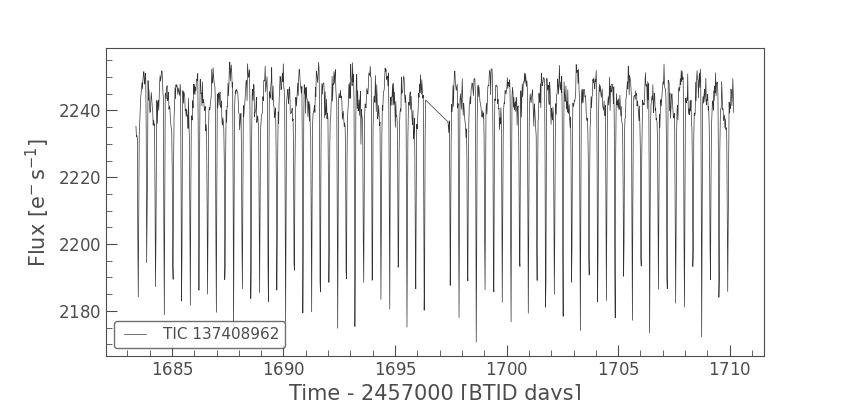 Flux [e⁻ s⁻¹]
2240
2220
2200
2180
TIC 137408962
1685 1690 1695 1700 1705 1710
Time - 2457000 [BTJD days]